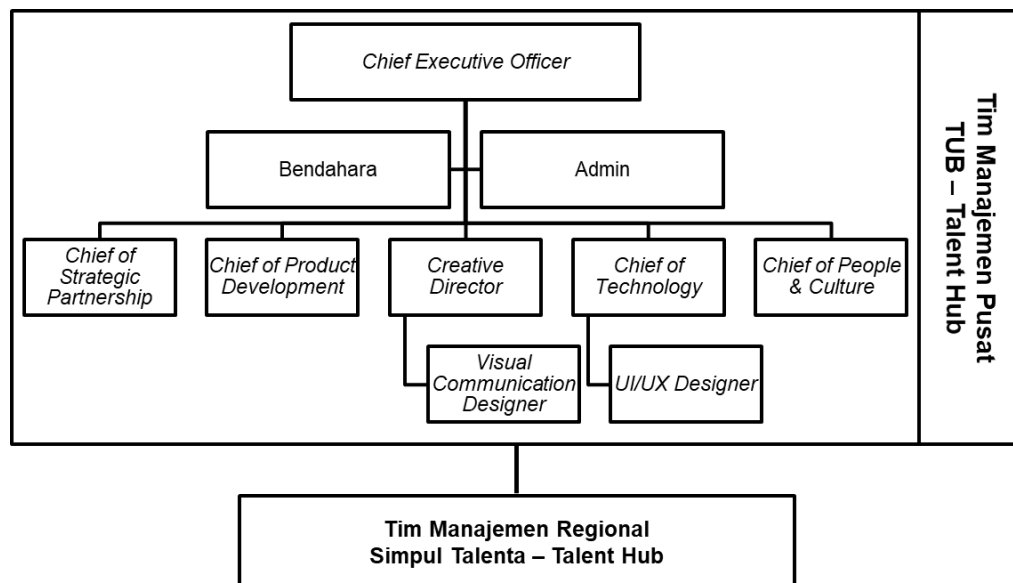 Chief Executive Officer
Bendahara
Admin
Chief of
Strategic
Partnership
Chief of Product
Development
Creative
Director
Chief of
Technology
Chief of People
& Culture
Visual
Communication
Designer
UI/UX Designer
Tim Manajemen Pusat
TUB – Talent Hub
Tim Manajemen Regional
Simpul Talenta – Talent Hub